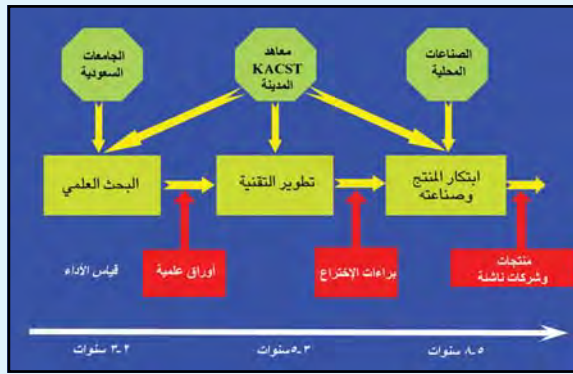 الجامعات
السعودية
معاهد
KACST
المدينة
الصناعات
المحلية
البحث العلمي
تطوير التقنية
ابتكار المنتج
وصناعته
قياس الأداء
أوراق علمية
براءات الإختراع
منتجات
وشركات ناشئة
٢-٣ سنوات
٣-٥ سنوات
٥-٨ سنوات